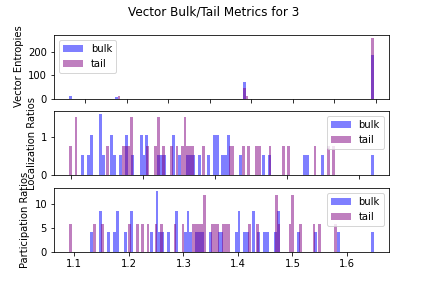 Vector Bulk/Tail Metrics for 3
Vector Entropies
200
100
0
bulk
tail
Localization Ratios
1
0
bulk
tail
Participation Ratios
10
5
0
bulk
tail
1.1 1.2 1.3 1.4 1.5 1.6